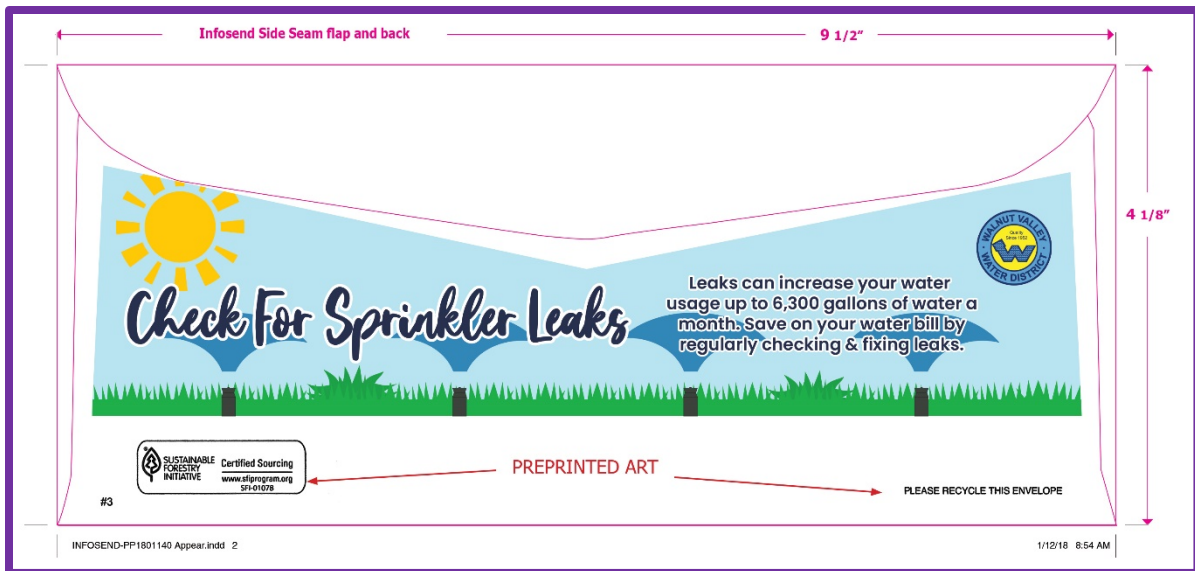 Infosend Side Seam flap and back
9 1/2"
4 1/8"
WALNUT VALLEY
Quality
Since 1952
W
WATER DISTRICT
Check For Sprinkler Leaks
Leaks can increase your water
usage up to 6,300 gallons of water a
month. Save on your water bill by
regularly checking & fixing leaks.
SUSTAINABLE
FORESTRY
INITIATIVE
Certified Sourcing
www.sfiprogram.org
SFI-01078
PREPRINTED ART
#3
PLEASE RECYCLE THIS ENVELOPE
INFOSEND-PP1801140 Appear.indd 2
1/12/18 8:54 AM